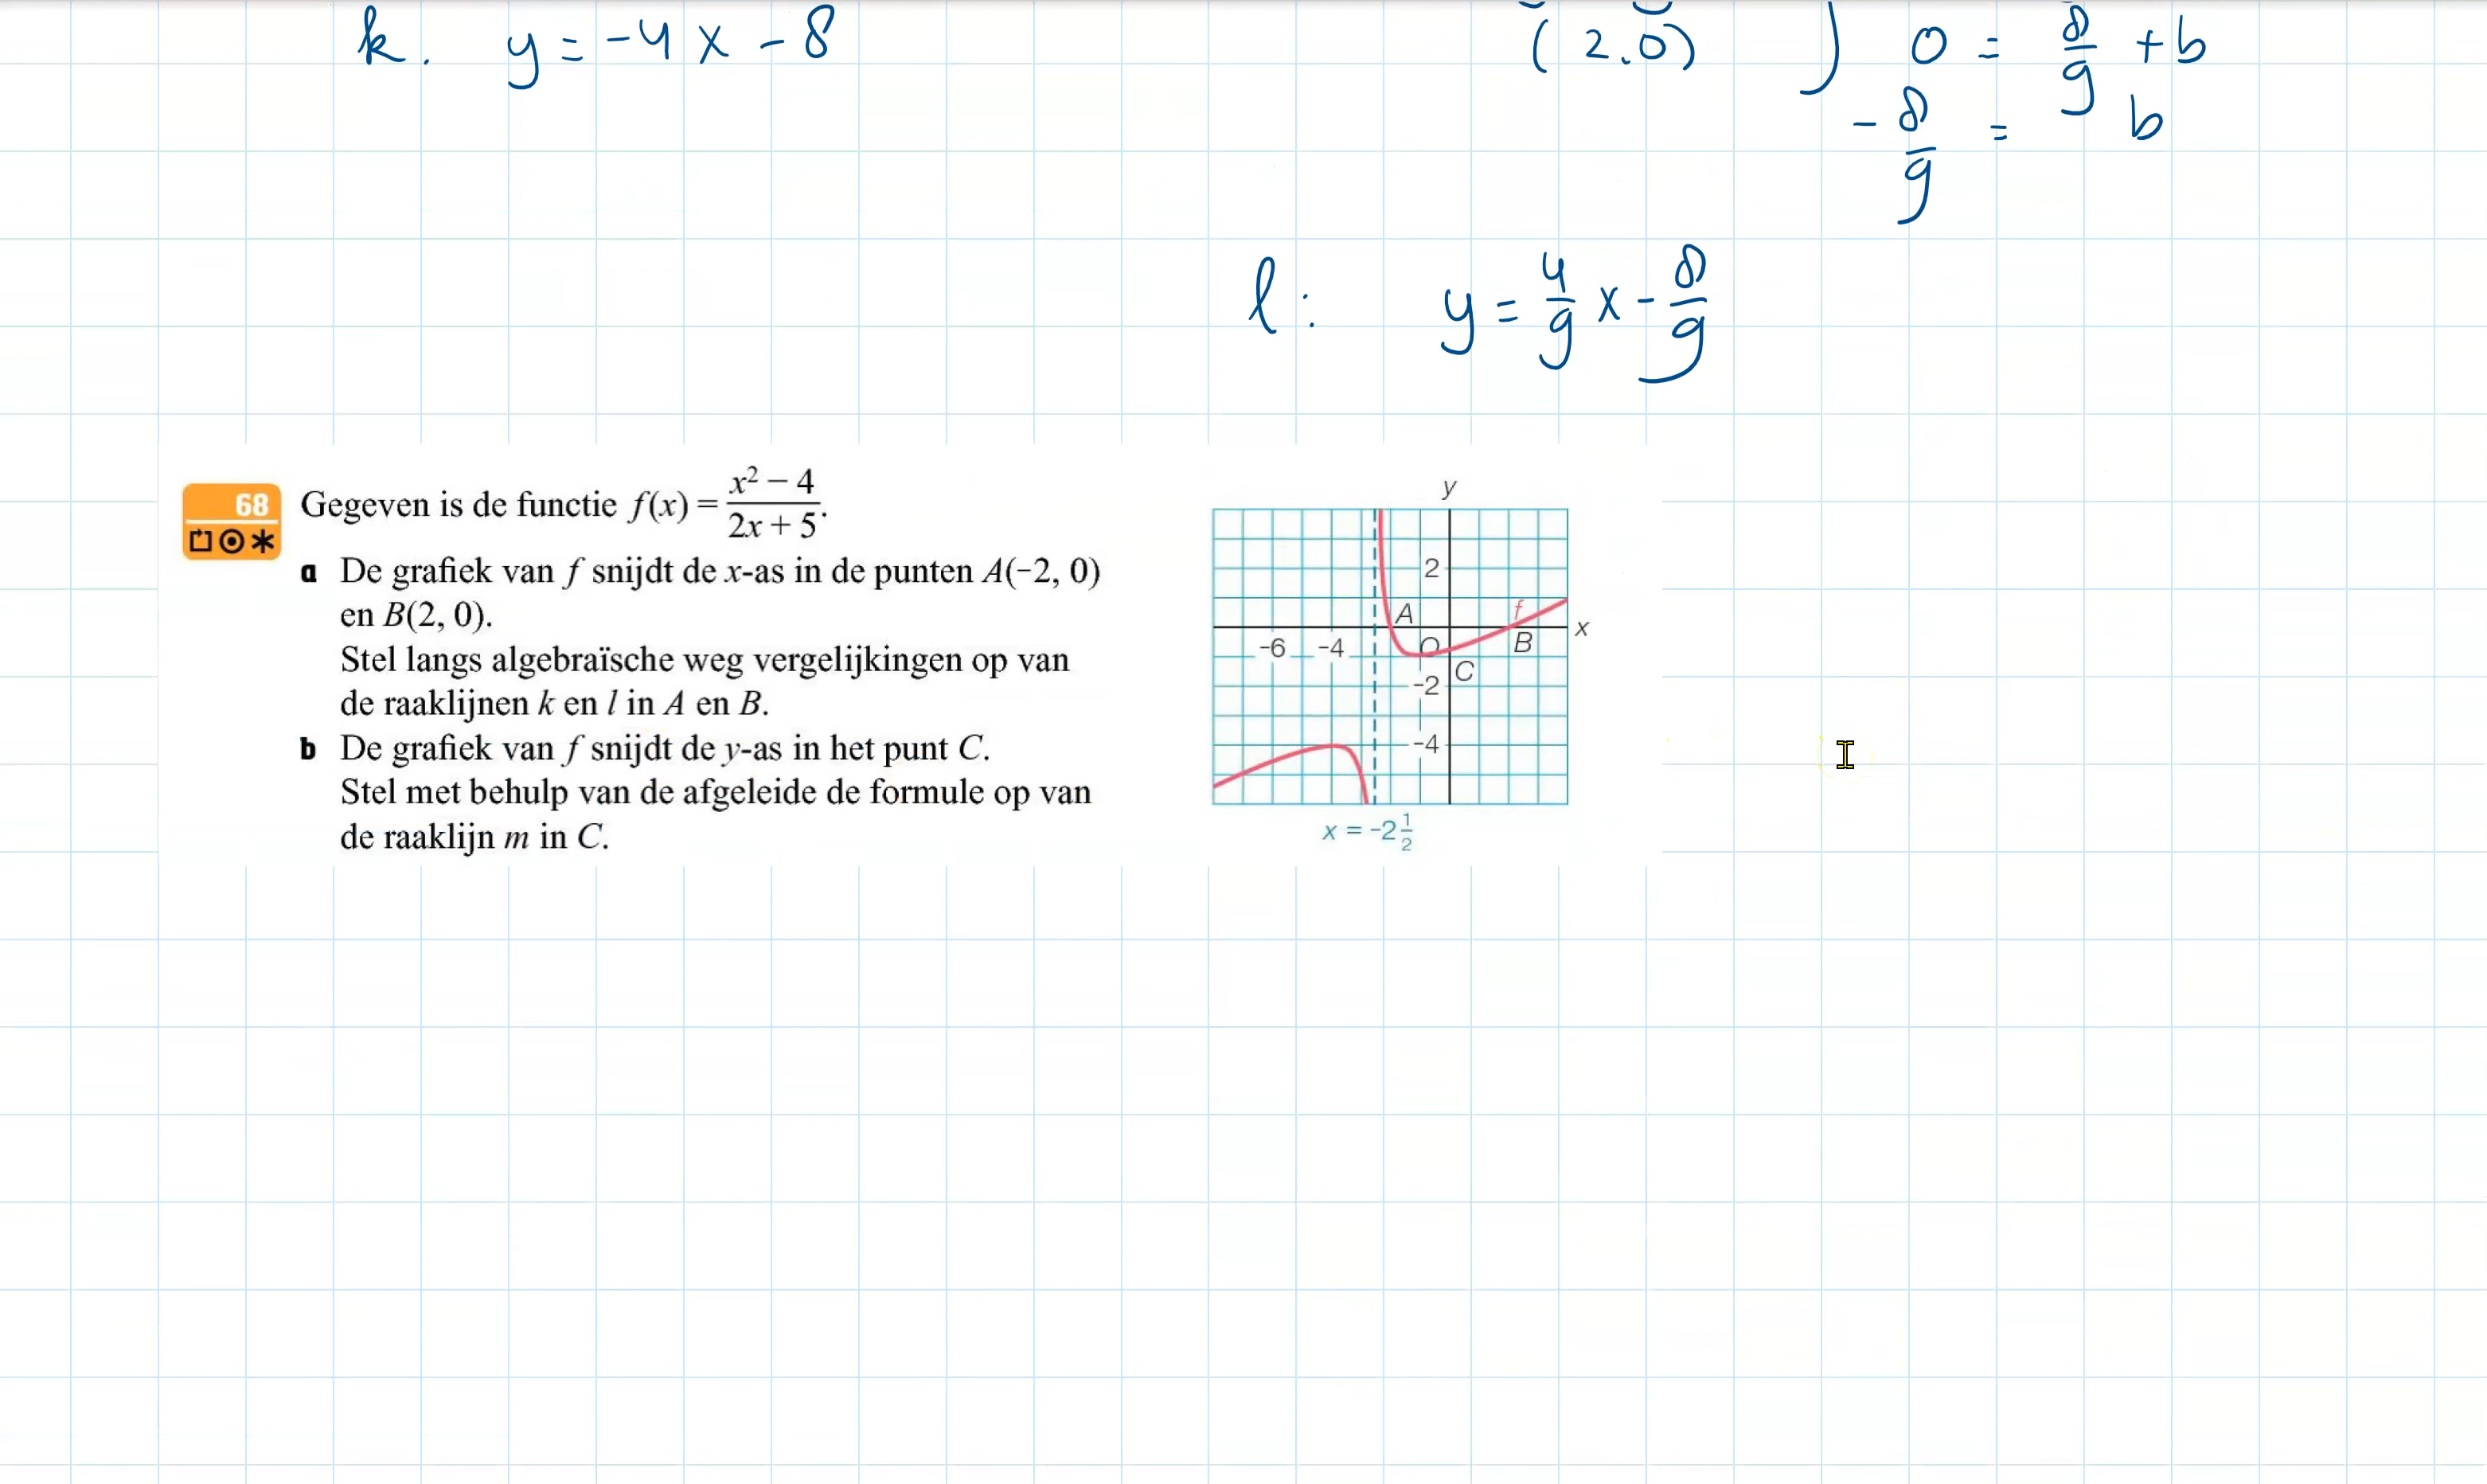 k. y = -4x - 8
(2.0) ) 0 = 8/9 + b
-8/9 = b
l: y = 4/9 x - 8/9
68 Gegeven is de functie f(x) = (x² − 4)/(2x + 5).
a De grafiek van f snijdt de x-as in de punten A(−2, 0)
en B(2, 0).
Stel langs algebraïsche weg vergelijkingen op van
de raaklijnen k en l in A en B.
b De grafiek van f snijdt de y-as in het punt C.
Stel met behulp van de afgeleide de formule op van
de raaklijn m in C.
y
2
A
f
x
-6
-4
O
B
C
-2
-4
x = -2 1/2